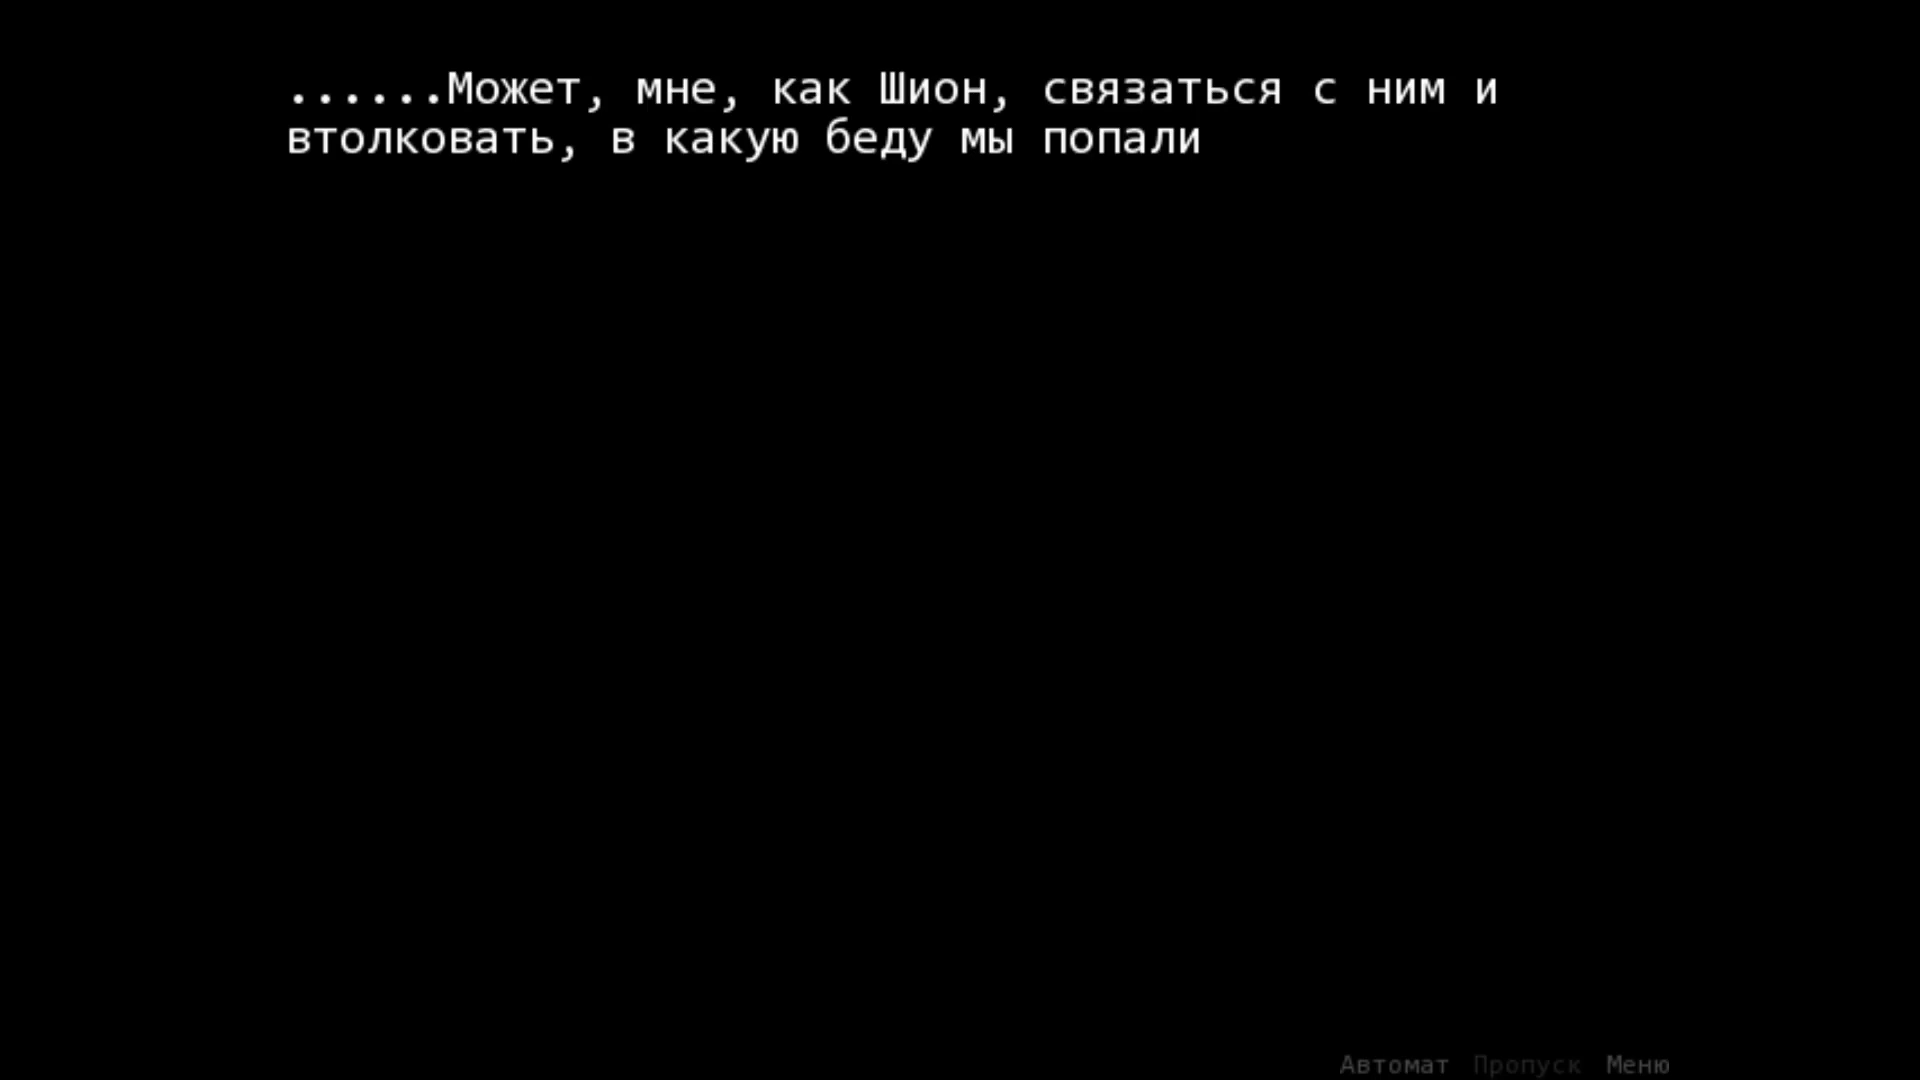 ......Может, мне, как Шион, связаться с ним и
втолковать, в какую беду мы попали
Автомат Пропуск Меню